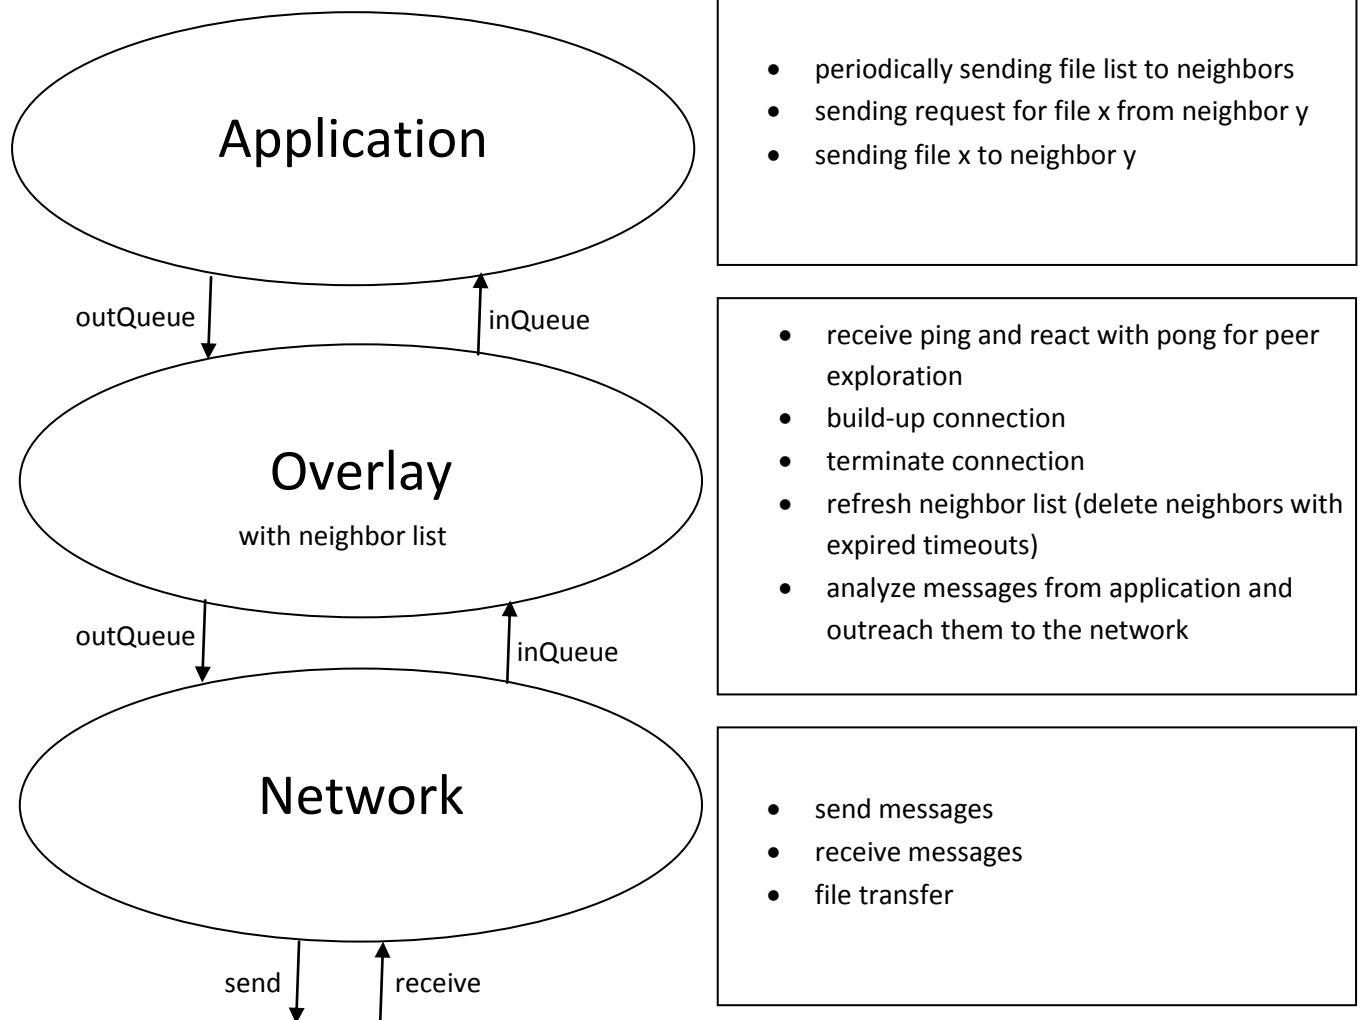 Application
• periodically sending file list to neighbors
• sending request for file x from neighbor y
• sending file x to neighbor y
outQueue
inQueue
Overlay
with neighbor list
• receive ping and react with pong for peer
exploration
• build-up connection
• terminate connection
• refresh neighbor list (delete neighbors with
expired timeouts)
• analyze messages from application and
outreach them to the network
outQueue
inQueue
Network
• send messages
• receive messages
• file transfer
send
receive